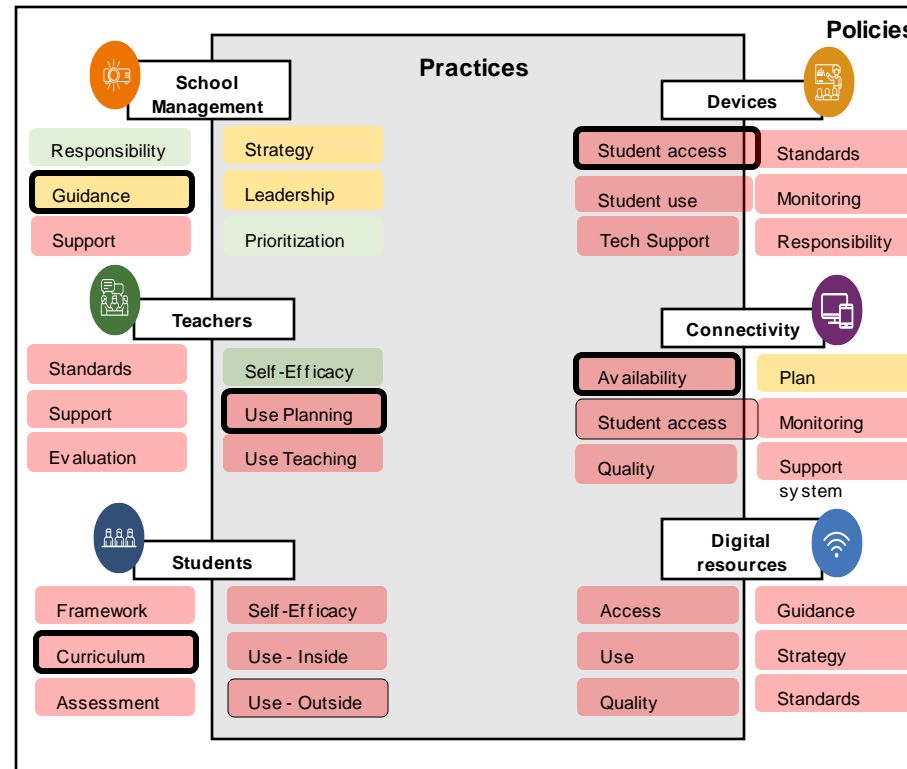 Policies
Practices
School
Management
Responsibility
Guidance
Support
Strategy
Leadership
Prioritization
Devices
Student access
Student use
Tech Support
Standards
Monitoring
Responsibility
Teachers
Standards
Support
Evaluation
Self-Efficacy
Use Planning
Use Teaching
Connectivity
Availability
Student access
Quality
Plan
Monitoring
Support
system
Students
Framework
Curriculum
Assessment
Self-Efficacy
Use - Inside
Use - Outside
Digital
resources
Access
Use
Quality
Guidance
Strategy
Standards